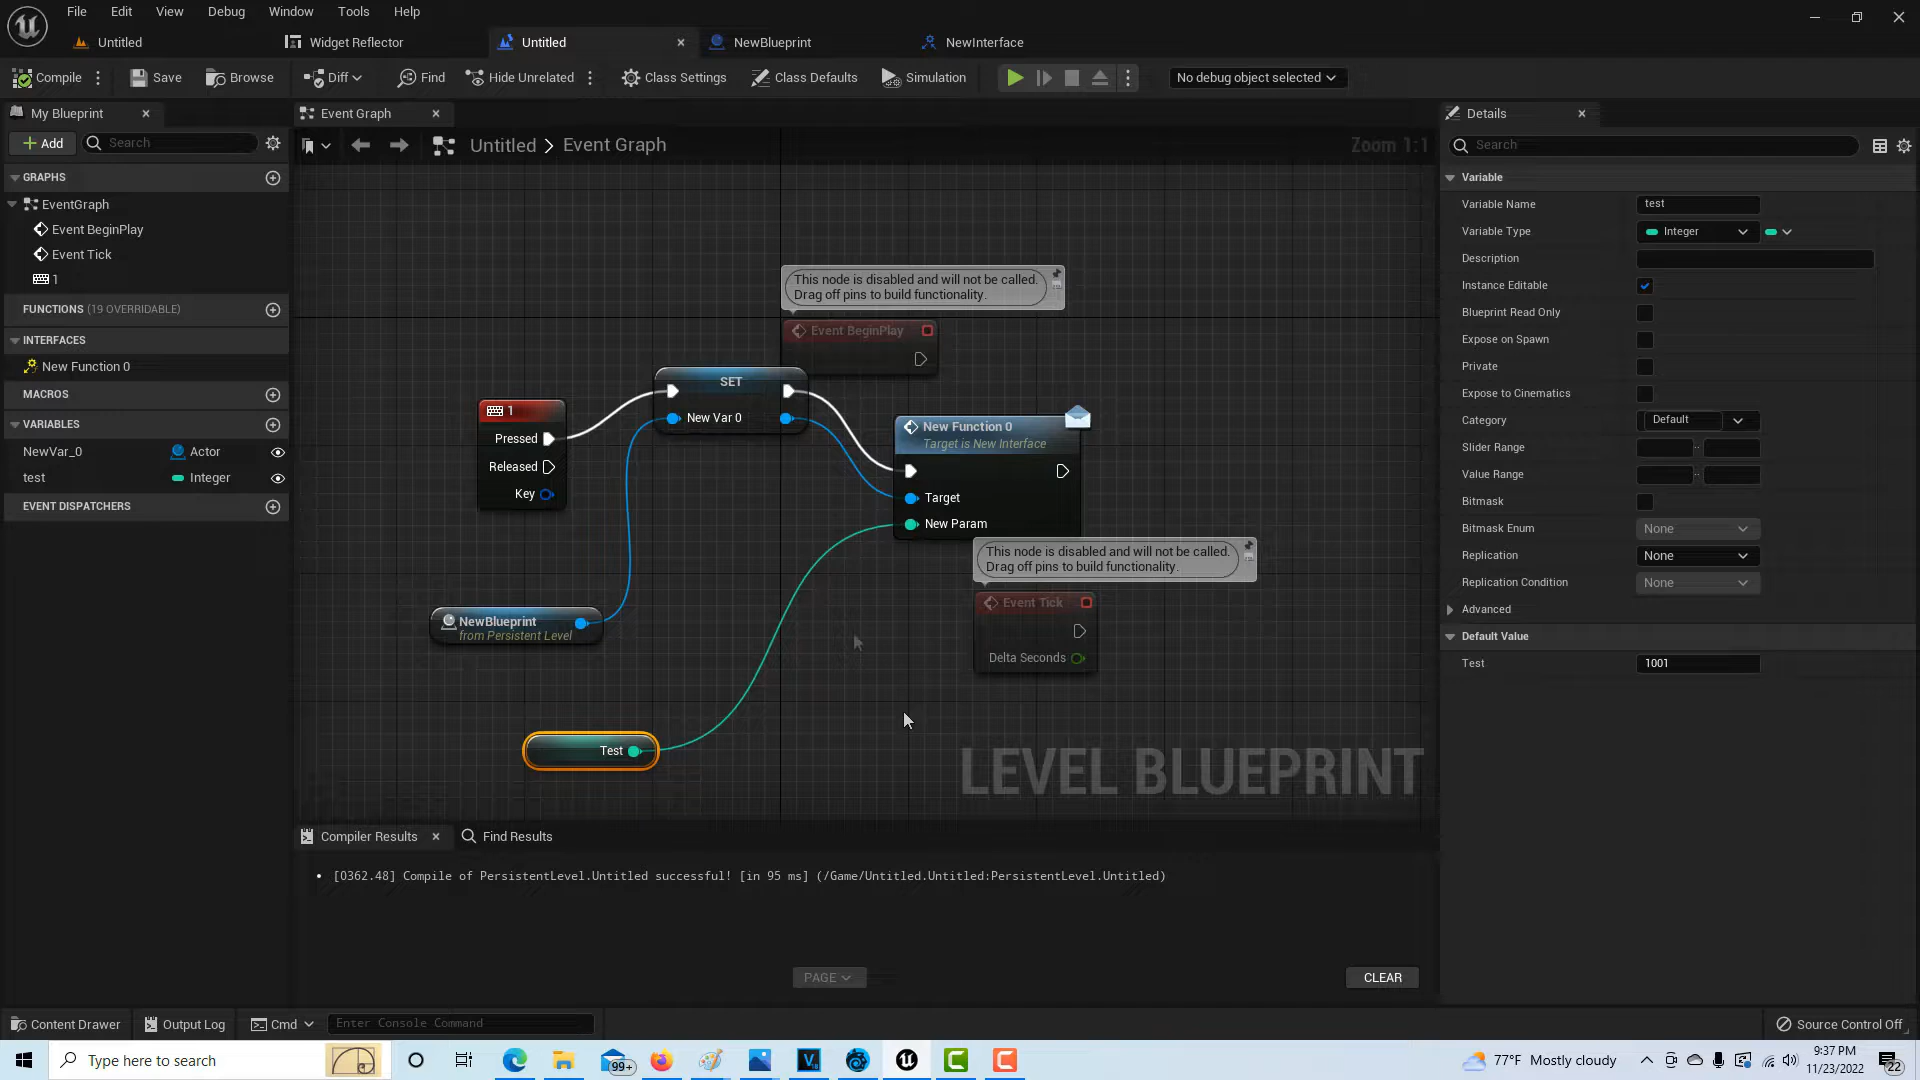 File Edit View Debug Window Tools Help
Untitled Widget Reflector Untitled NewBlueprint NewInterface
Compile Save Browse Diff Find Hide Unrelated Class Settings Class Defaults Simulation No debug object selected
My Blueprint Event Graph Details
Add Search Untitled > Event Graph Zoom 1:1 Search
GRAPHS
EventGraph
Event BeginPlay
Event Tick
1
FUNCTIONS (19 OVERRIDABLE)
INTERFACES
New Function 0
MACROS
VARIABLES
NewVar_0 Actor
test Integer
EVENT DISPATCHERS
This node is disabled and will not be called.
Drag off pins to build functionality.
Event BeginPlay
SET
New Var 0
1
Pressed
Released
Key
New Function 0
Target is New Interface
Target
New Param
This node is disabled and will not be called.
Drag off pins to build functionality.
Event Tick
Delta Seconds
NewBlueprint
from Persistent Level
Test
LEVEL BLUEPRINT
Variable
Variable Name test
Variable Type Integer
Description
Instance Editable
Blueprint Read Only
Expose on Spawn
Private
Expose to Cinematics
Category Default
Slider Range
Value Range
Bitmask
Bitmask Enum None
Replication None
Replication Condition None
Advanced
Default Value
Test 1001
Compiler Results Find Results
• [0362.48] Compile of PersistentLevel.Untitled successful! [in 95 ms] (/Game/Untitled.Untitled:PersistentLevel.Untitled)
PAGE CLEAR
Content Drawer Output Log Cmd Enter Console Command Source Control Off
Type here to search 99+ 77°F Mostly cloudy 9:37 PM
11/23/2022 22